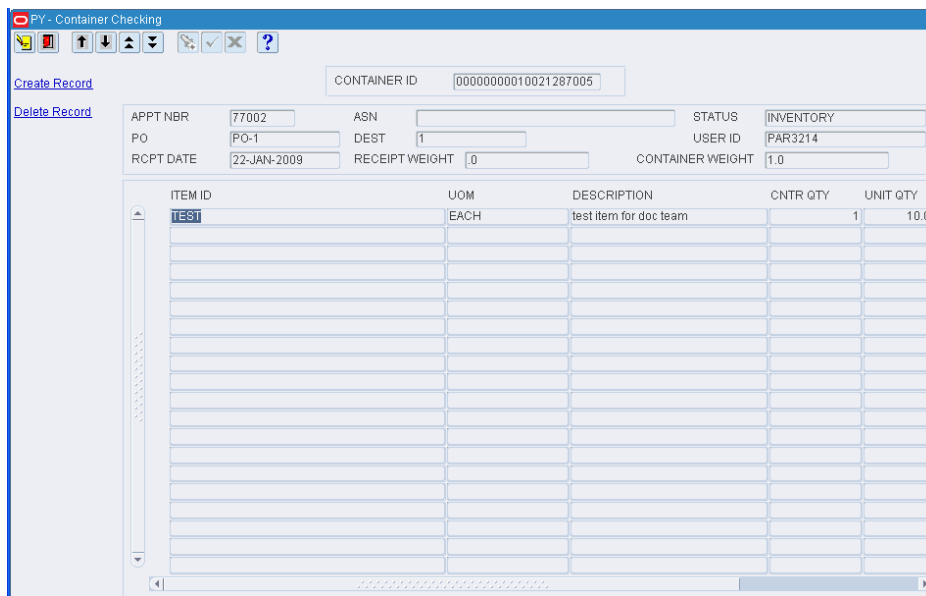 PY - Container Checking
?
Create Record
CONTAINER ID 00000000010021287005
Delete Record
APPT NBR 77002 ASN STATUS INVENTORY
PO PO-1 DEST 1 USER ID PAR3214
RCPT DATE 22-JAN-2009 RECEIPT WEIGHT .0 CONTAINER WEIGHT 1.0
ITEM ID UOM DESCRIPTION CNTR QTY UNIT QTY
TEST EACH test item for doc team 1 10.0